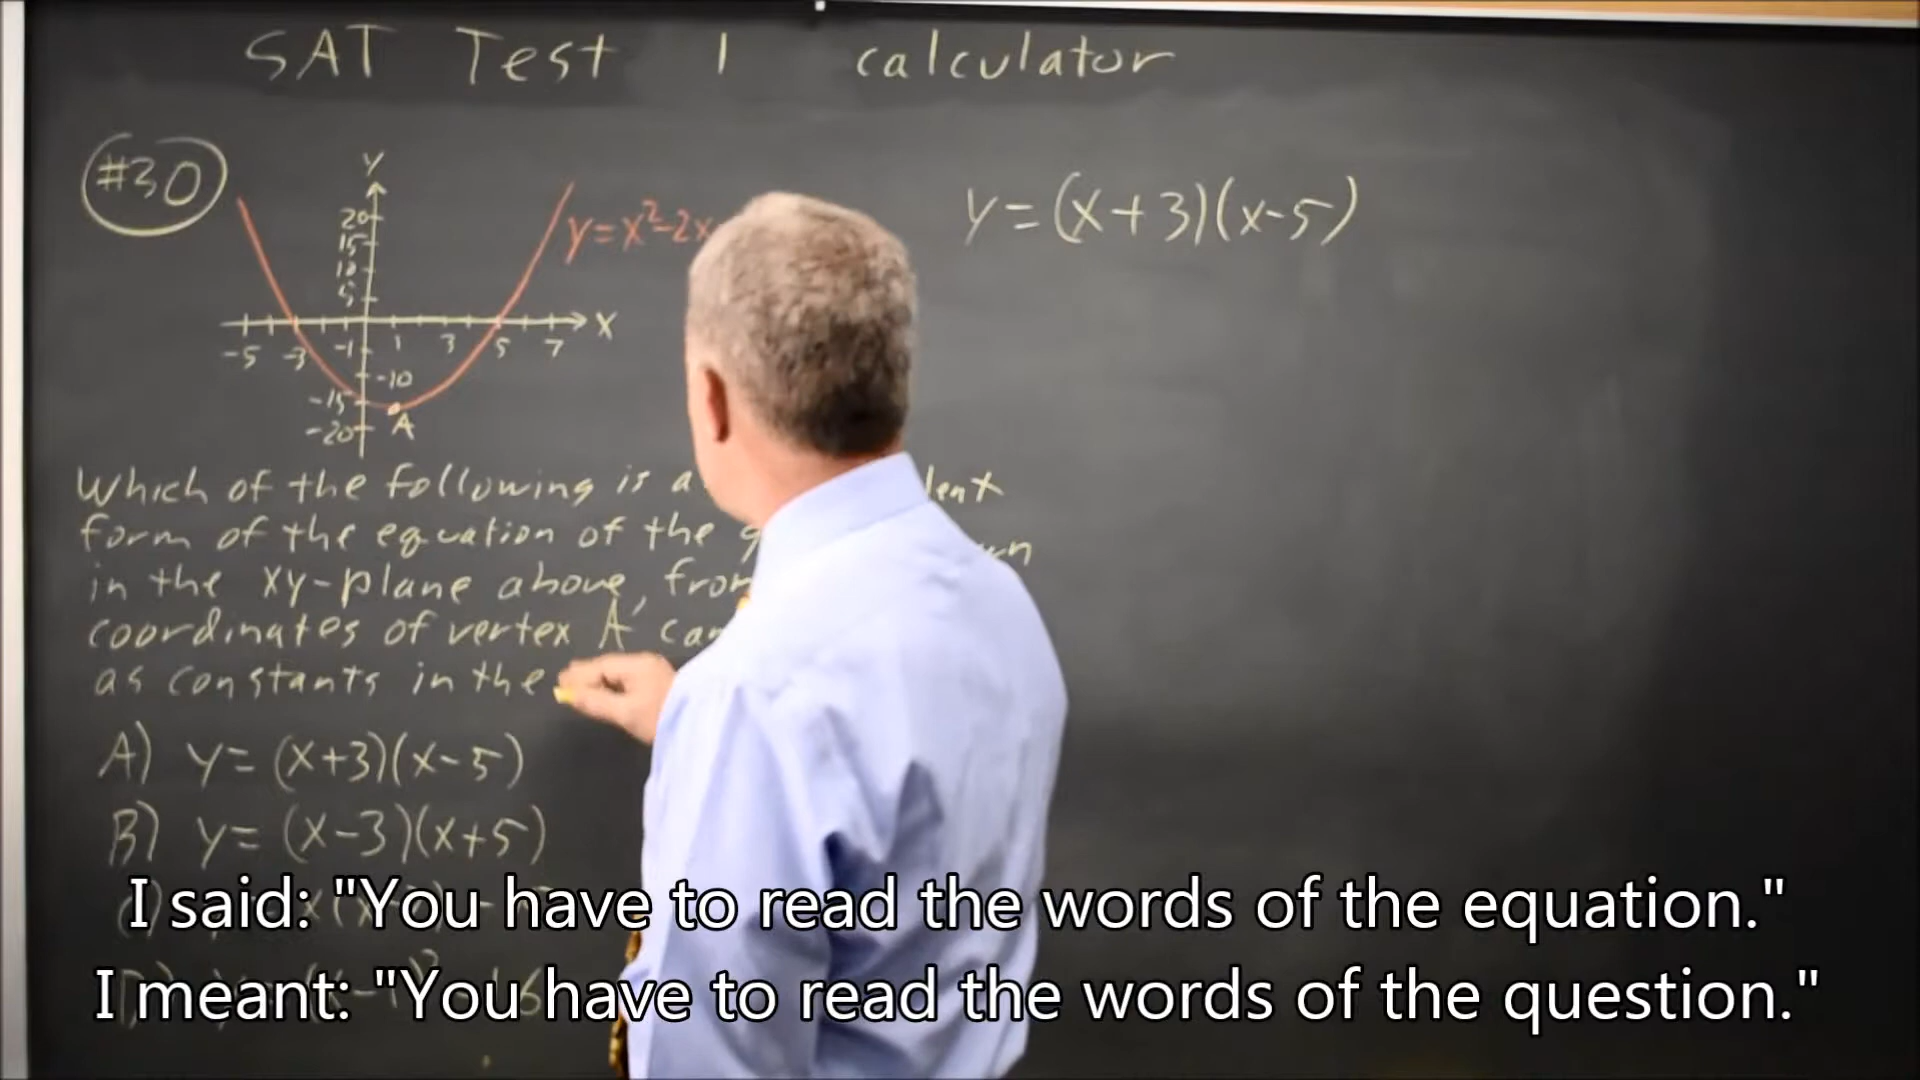 SAT Test 1 calculator
#30
Y
20
15
10
5
y=x²-2x
X
-5 -3 -1 1 3 5 7
-10
-15
-20
A
y=(x+3)(x-5)
Which of the following is a
form of the equation of the
in the xy-plane above, from
coordinates of vertex A can
as constants in the
A) y=(x+3)(x-5)
B) y=(x-3)(x+5)
I said: "You have to read the words of the equation."
I meant: "You have to read the words of the question."